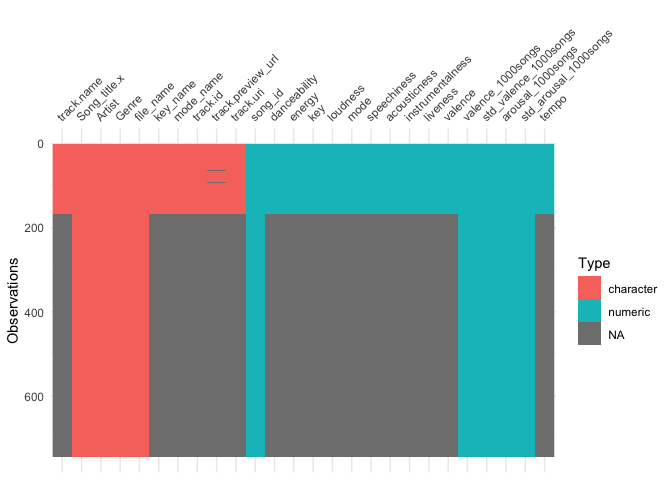 track.name
Song_title.x
Artist
Genre
file_name
key_name
mode_name
track.id
track.preview_url
track.uri
song_id
danceability
energy
key
loudness
mode
speechiness
acousticness
instrumentalness
liveness
valence
valence_1000songs
std_valence_1000songs
arousal_1000songs
std_arousal_1000songs
tempo
0
200
400
600
Observations
Type
character
numeric
NA